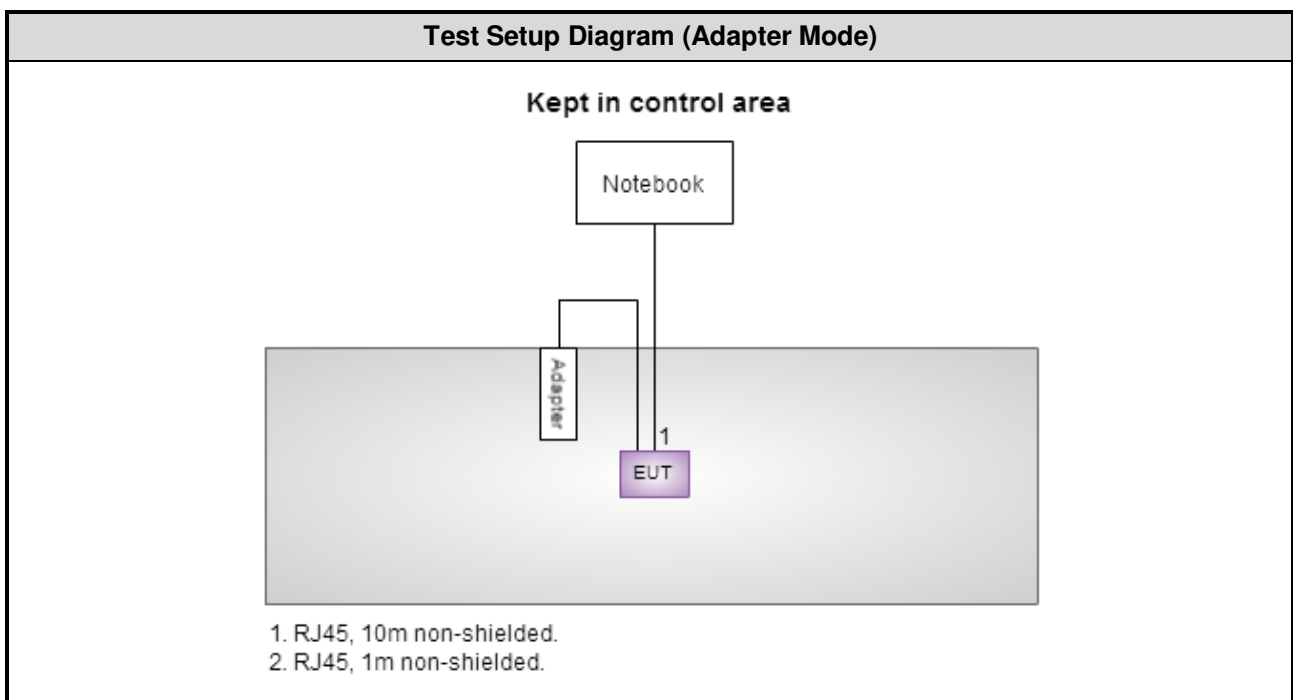 Test Setup Diagram (Adapter Mode)
Kept in control area
Notebook
Adapter
1
EUT
1. RJ45, 10m non-shielded.
2. RJ45, 1m non-shielded.